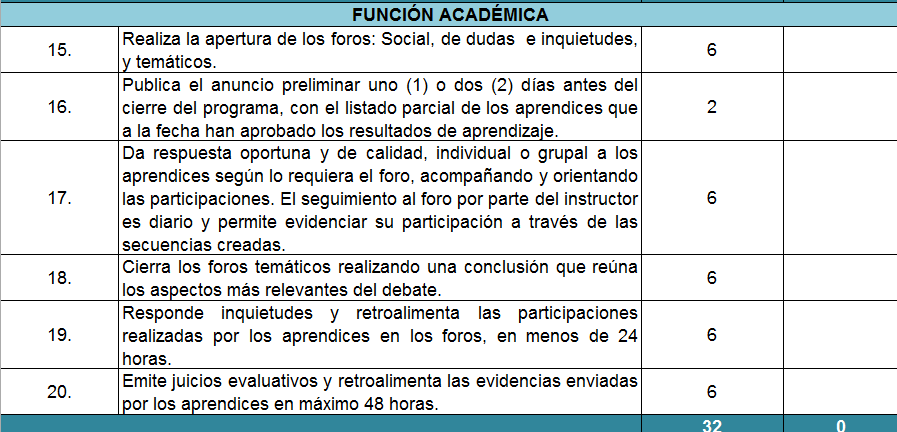 FUNCIÓN ACADÉMICA
15. Realiza la apertura de los foros: Social, de dudas e inquietudes, 6
y temáticos.
Publica el anuncio preliminar uno (1) o dos (2) días antes del
16. cierre del programa, con el listado parcial de los aprendices que 2
a la fecha han aprobado los resultados de aprendizaje.
Da respuesta oportuna y de calidad, individual o grupal a los
aprendices según lo requiera el foro, acompañando y orientando
17. las participaciones. El seguimiento al foro por parte del instructor 6
es diario y permite evidenciar su participación a través de las
secuencias creadas.
18. Cierra los foros temáticos realizando una conclusión que reúna 6
los aspectos más relevantes del debate.
Responde inquietudes y retroalimenta las participaciones
19. realizadas por los aprendices en los foros, en menos de 24 6
horas.
20. Emite juicios evaluativos y retroalimenta las evidencias enviadas 6
por los aprendices en máximo 48 horas.
32 0